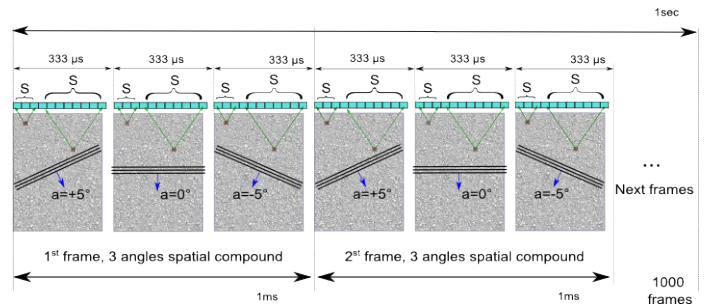 1sec
333 µs 333 µs 333 µs 333 µs 333 µs 333 µs
S S S S S S S S S S S S
a=+5° a=0° a=-5° a=+5° a=0° a=-5°
...
Next frames
1st frame, 3 angles spatial compound 2st frame, 3 angles spatial compound
1ms 1ms
1000
frames